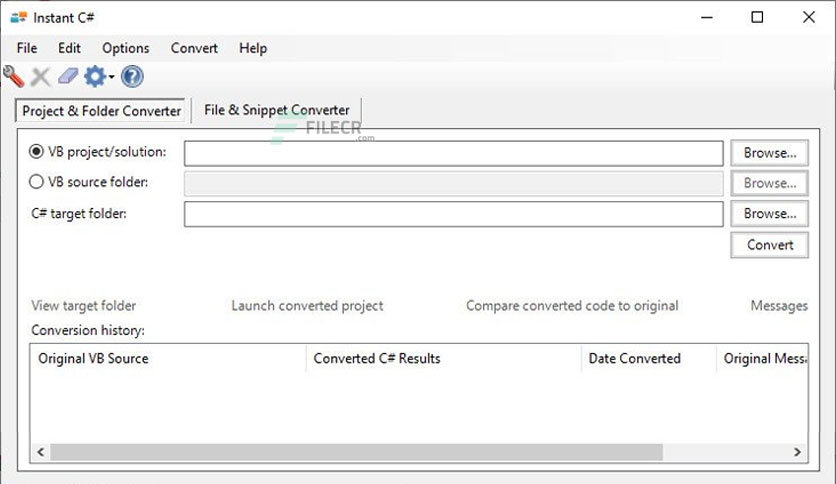 Instant C#
File Edit Options Convert Help
Project & Folder Converter File & Snippet Converter
FILECR
.com
VB project/solution: Browse...
VB source folder: Browse...
C# target folder: Browse...
Convert
View target folder Launch converted project Compare converted code to original Messages
Conversion history:
Original VB Source Converted C# Results Date Converted Original Messa